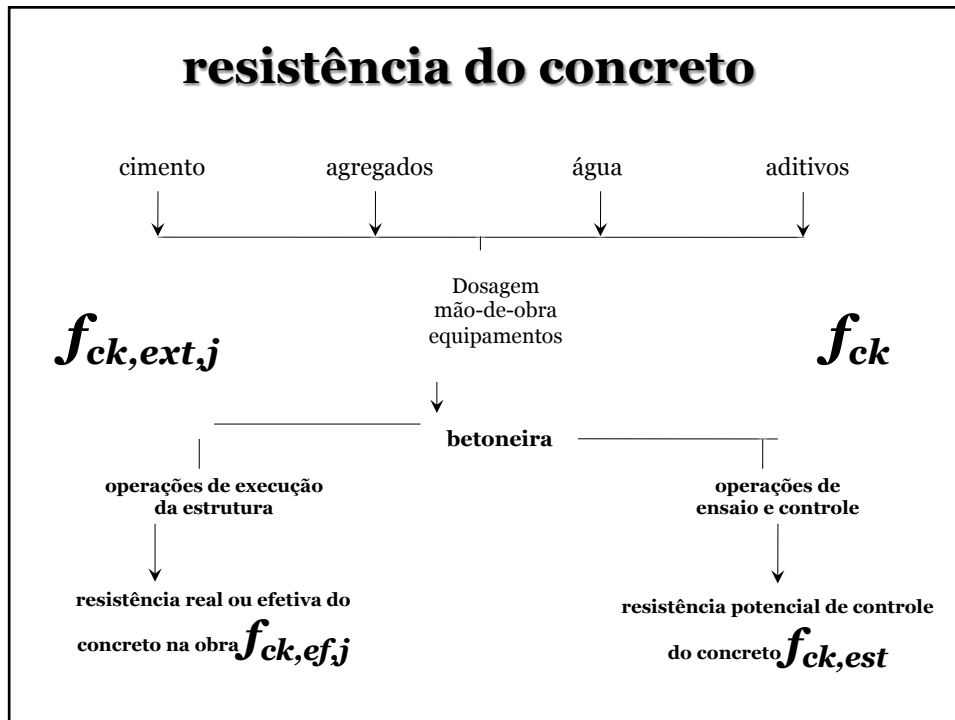 resistência do concreto
cimento agregados água aditivos
Dosagem
mão-de-obra
equipamentos
fck,ext,j fck
betoneira
operações de execução
da estrutura
operações de
ensaio e controle
resistência real ou efetiva do
concreto na obra fck,ef,j
resistência potencial de controle
do concreto fck,est